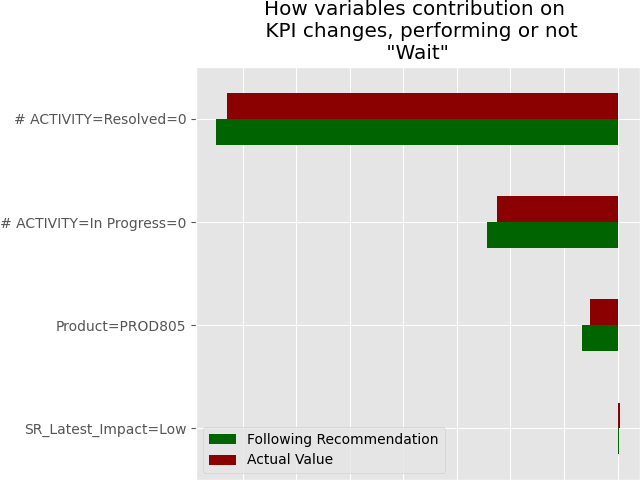 How variables contribution on
KPI changes, performing or not
"Wait"
# ACTIVITY=Resolved=0
# ACTIVITY=In Progress=0
Product=PROD805
SR_Latest_Impact=Low
Following Recommendation
Actual Value